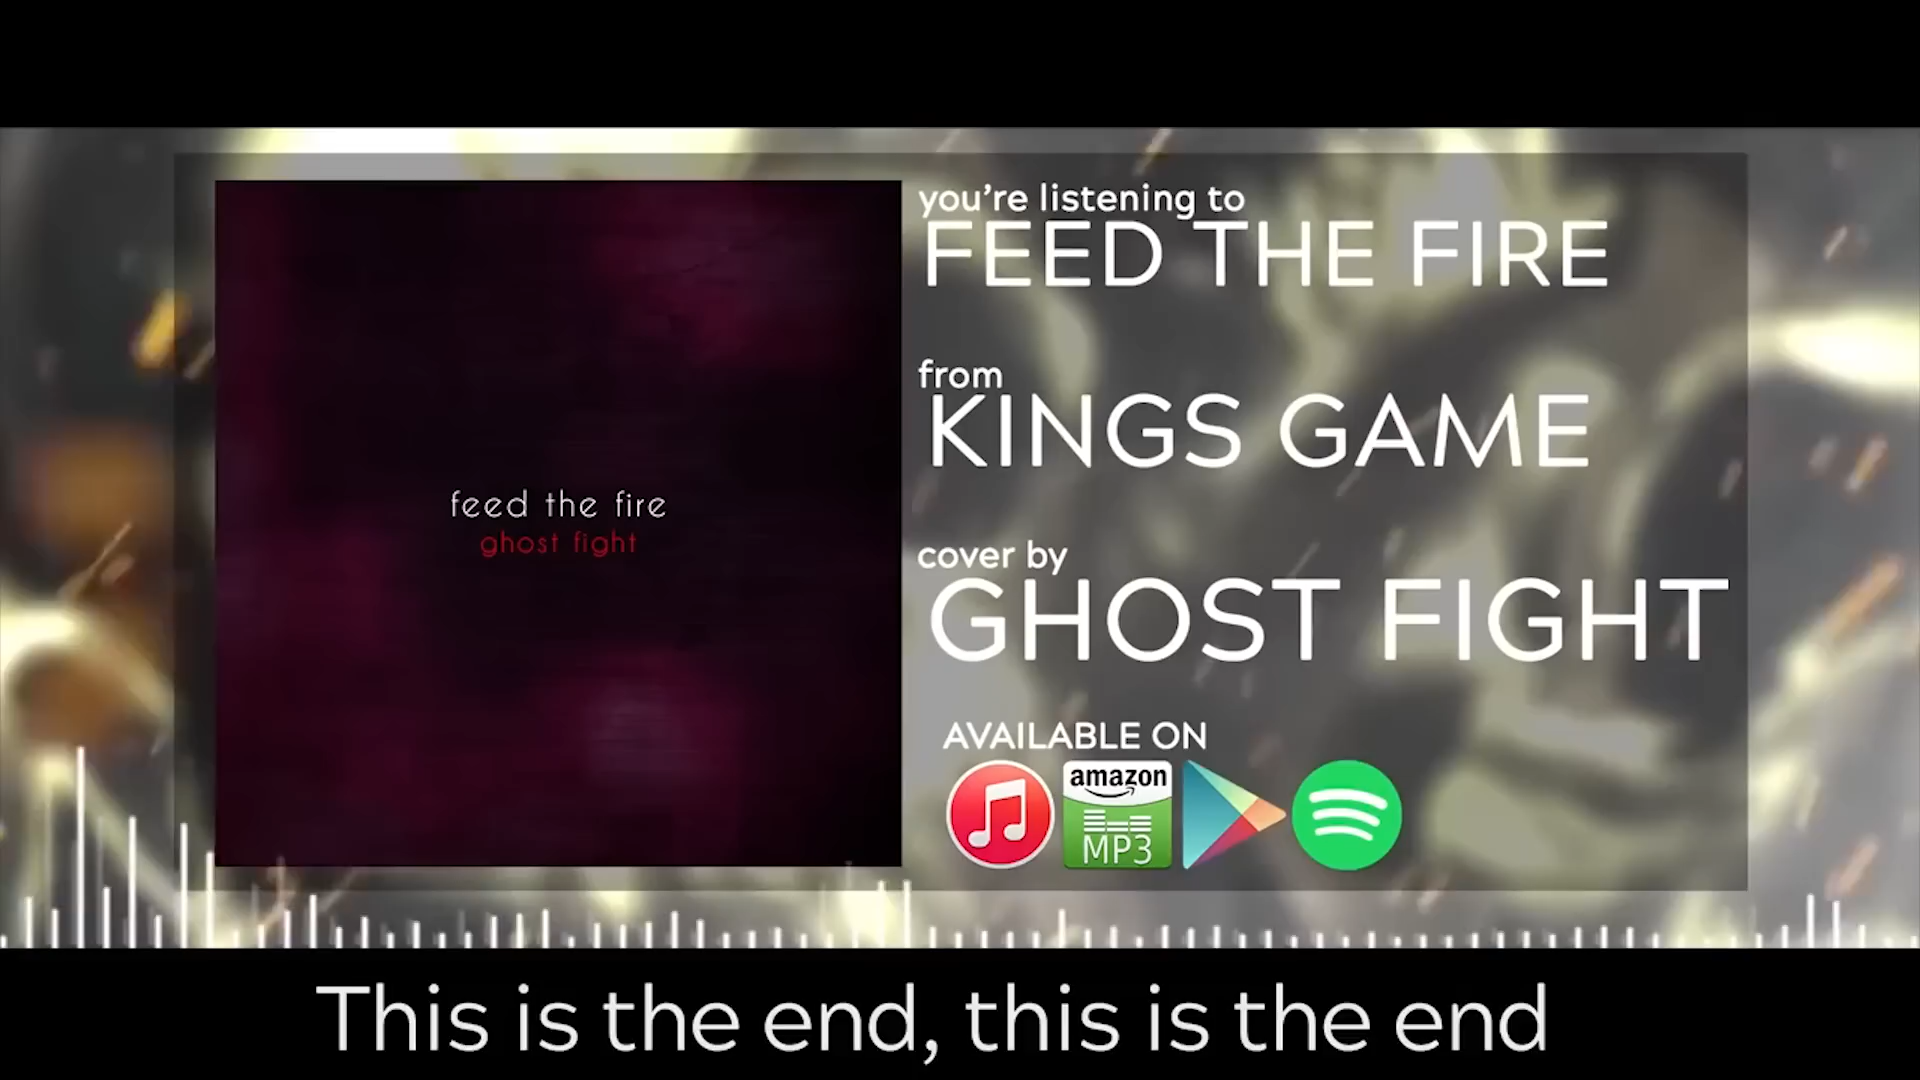 you're listening to
FEED THE FIRE
from
KINGS GAME
feed the fire
ghost fight
cover by
GHOST FIGHT
AVAILABLE ON
amazon
MP3
This is the end, this is the end